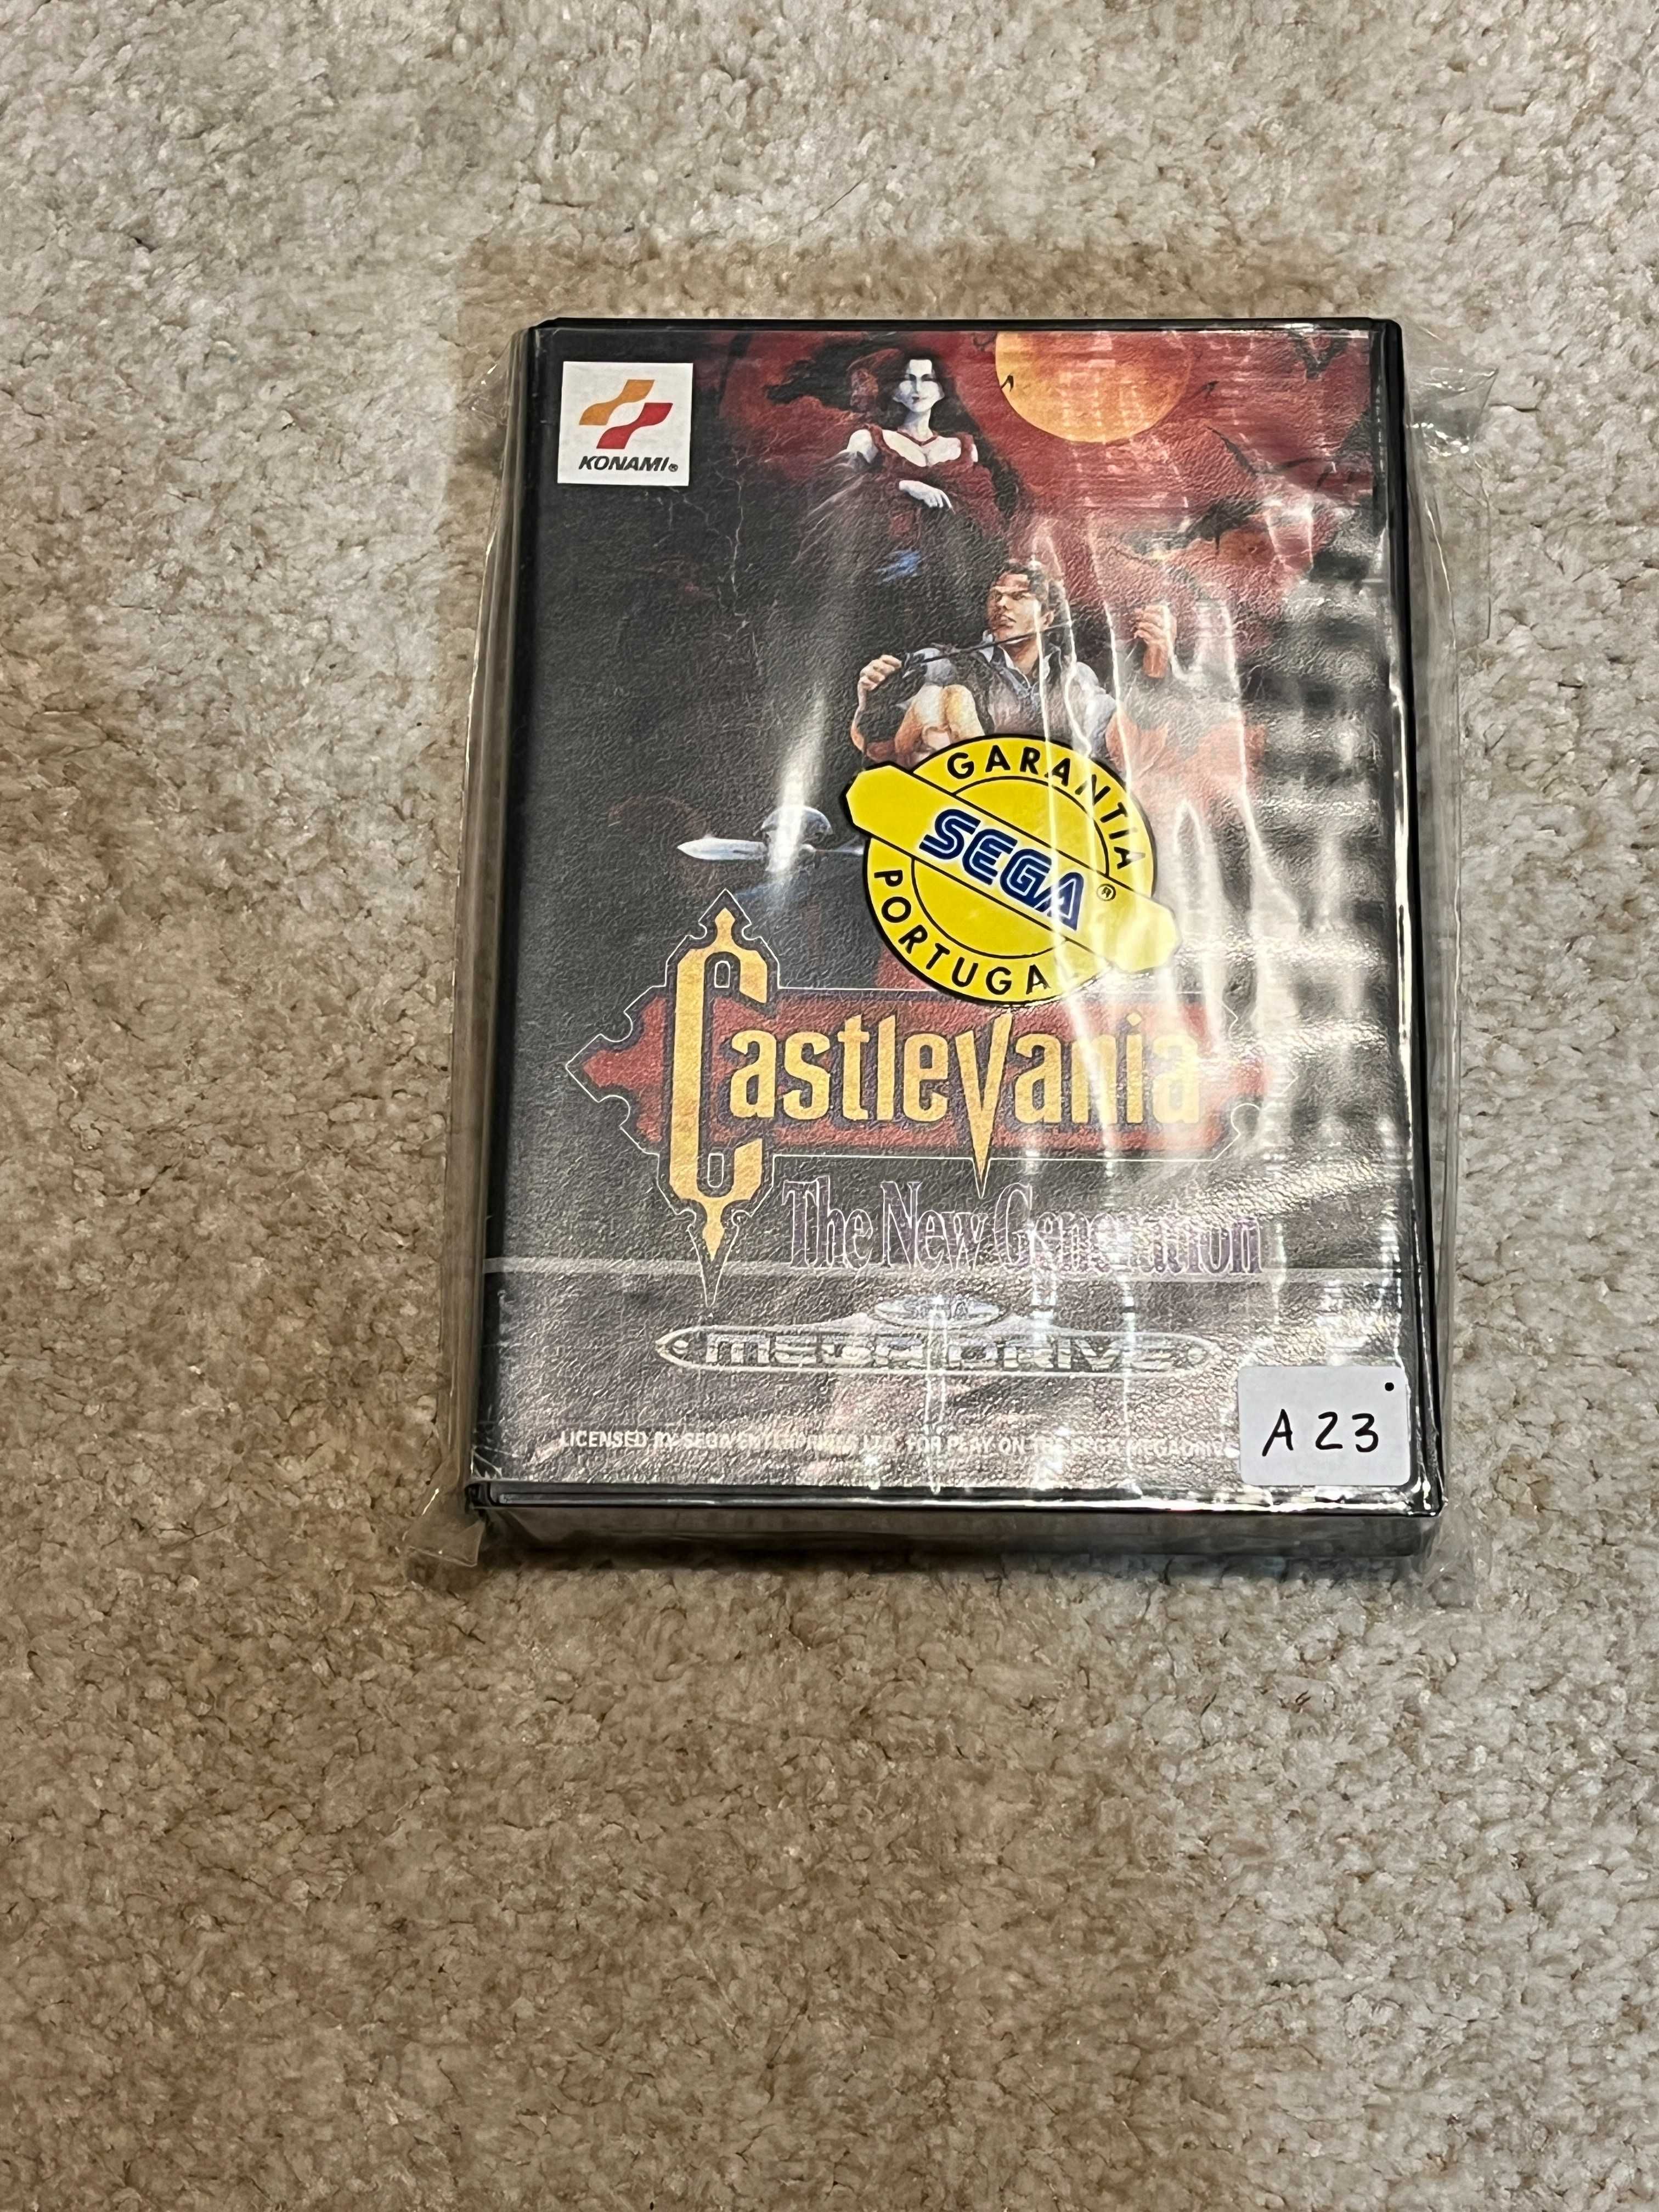 KONAMI®
GARANTIA
SEGA®
PORTUGAL
Castlevania
The New Generation
SEGA
MEGA DRIVE
LICENSED BY SEGA ENTERPRISES LTD. FOR PLAY ON THE SEGA MEGADRIVE
A 23